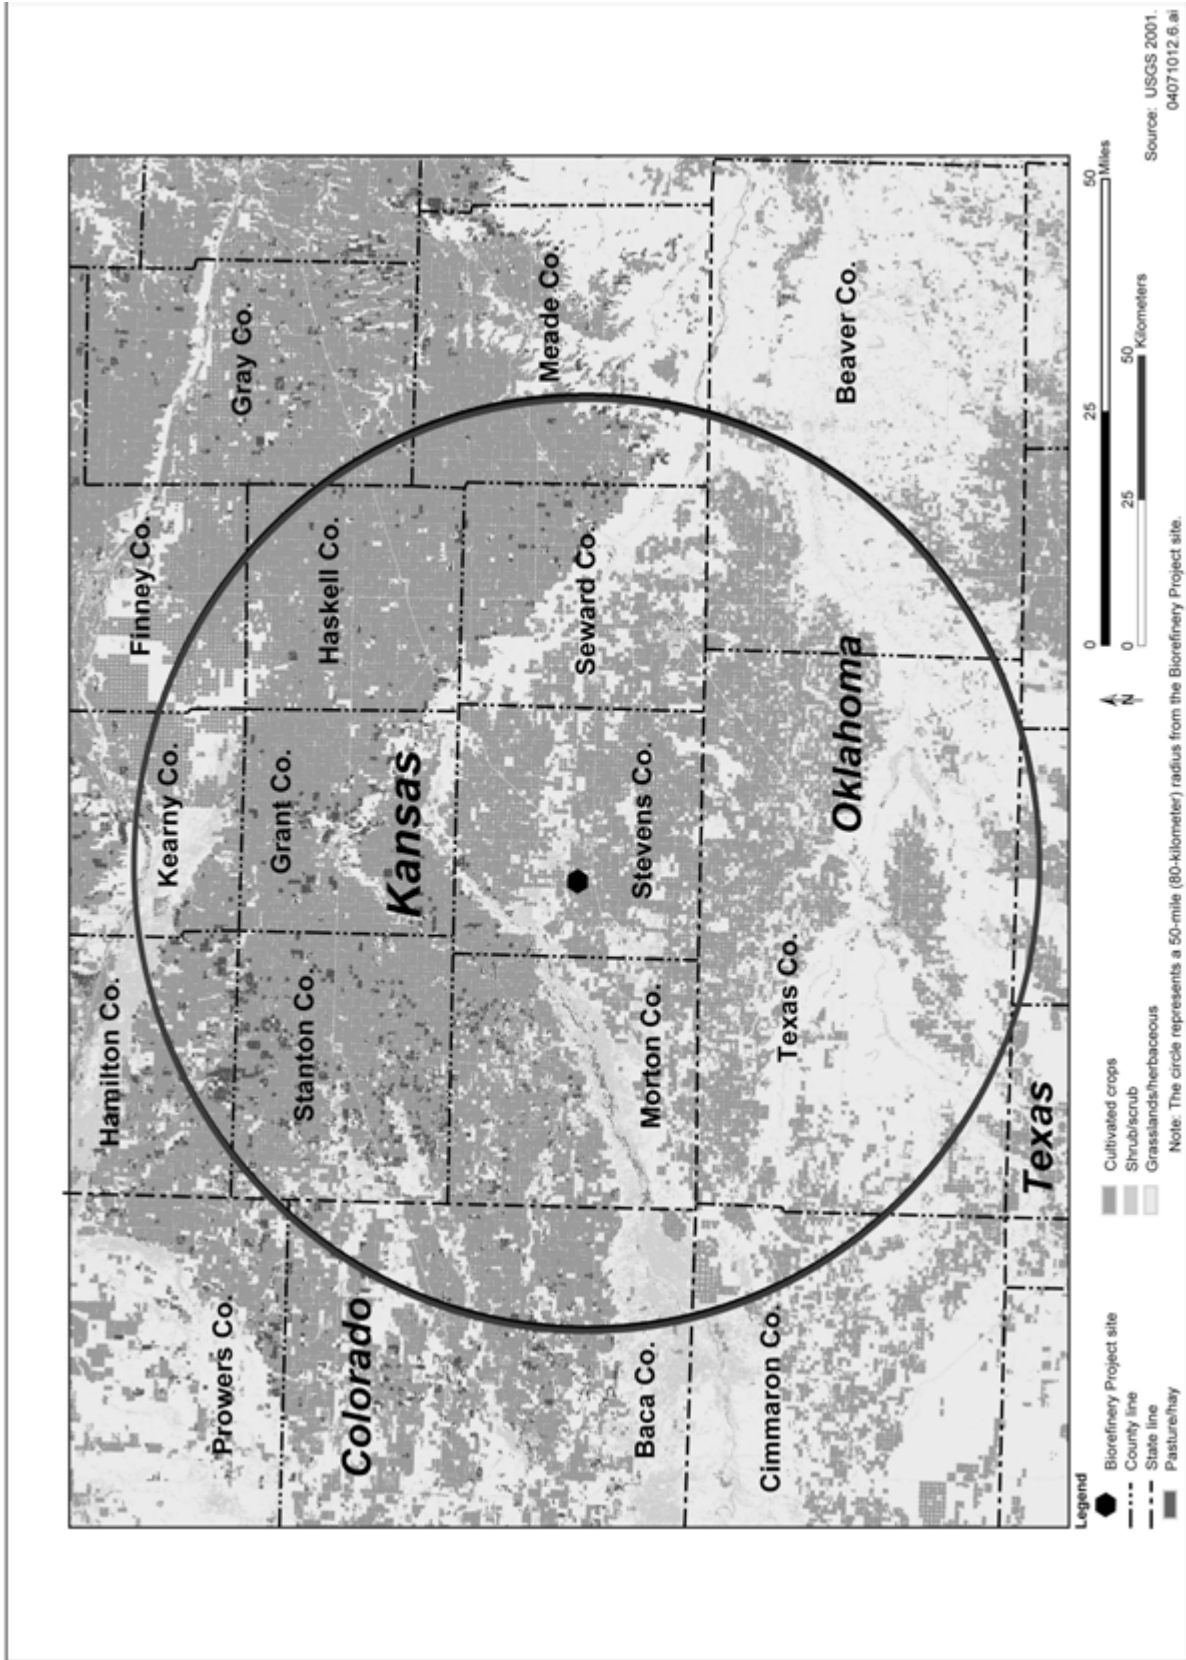 Prowers Co.
Hamilton Co.
Kearny Co.
Finney Co.
Gray Co.
Colorado
Stanton Co.
Grant Co.
Haskell Co.
Kansas
Meade Co.
Baca Co.
Morton Co.
Stevens Co.
Seward Co.
Cimmaron Co.
Texas Co.
Oklahoma
Beaver Co.
Texas
Legend
Biorefinery Project site
County line
State line
Pasture/hay
Cultivated crops
Shrub/scrub
Grasslands/herbaceous
N
0 25 50 Miles
0 25 50 Kilometers
Note: The circle represents a 50-mile (80-kilometer) radius from the Biorefinery Project site.
Source: USGS 2001.
04071012.6.ai